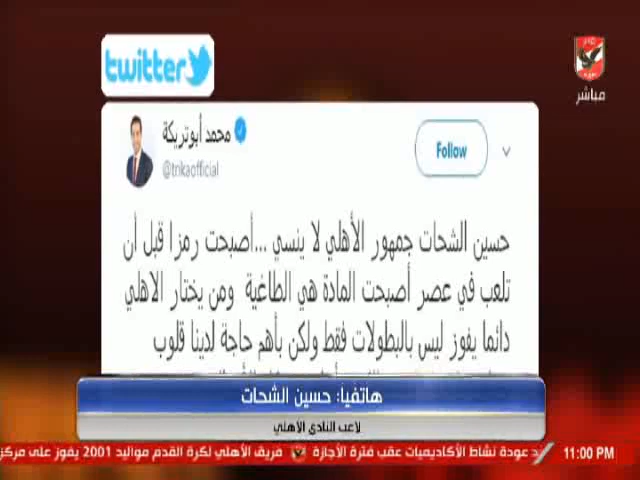 twitter
مباشر
محمد أبوتريكة
@trikaofficial
Follow
حسين الشحات جمهور الأهلي لا ينسي ...أصبحت رمزا قبل أن
تلعب في عصر أصبحت المادة هي الطاغية ومن يختار الاهلي
دائما يفوز ليس بالبطولات فقط ولكن بأهم حاجة لدينا قلوب
هاتفيا: حسين الشحات
لاعب النادي الأهلي
عودة نشاط الأكاديميات عقب فترة الأجازة
فريق الأهلي لكرة القدم مواليد 2001 يفوز على
11:00 PM